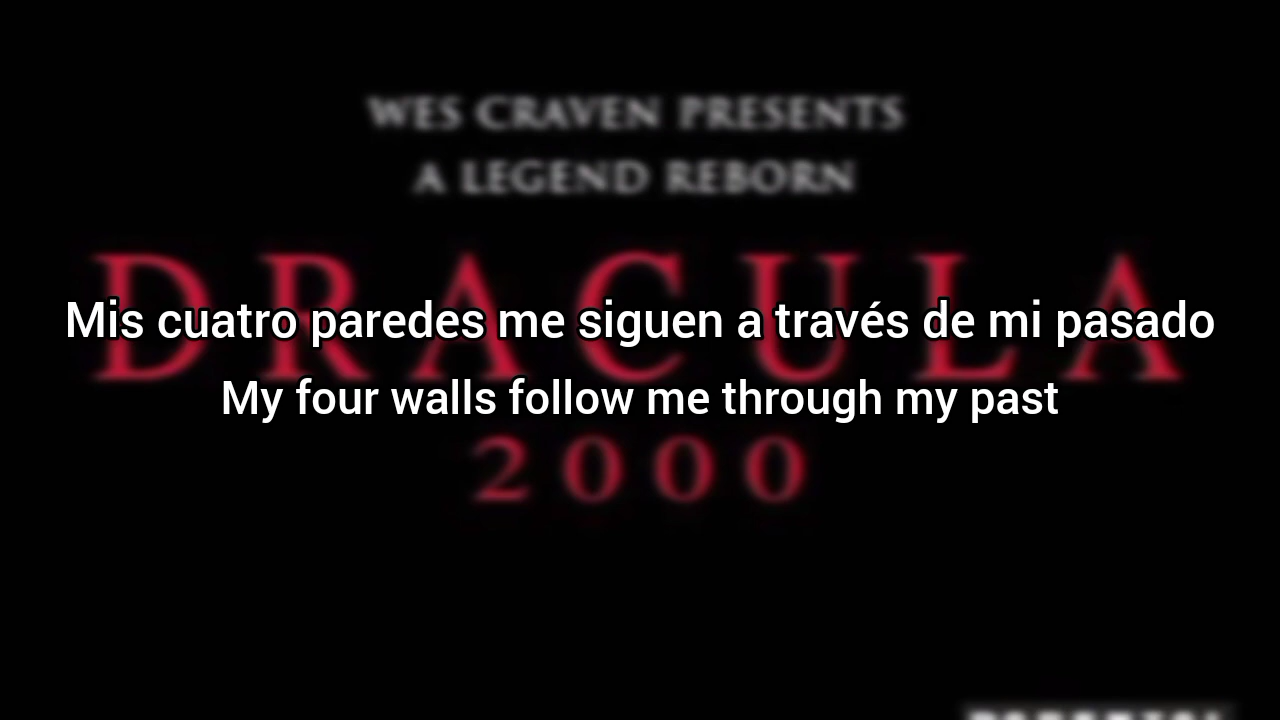 WES CRAVEN PRESENTS
A LEGEND REBORN
DRACULA
Mis cuatro paredes me siguen a través de mi pasado
My four walls follow me through my past
2000